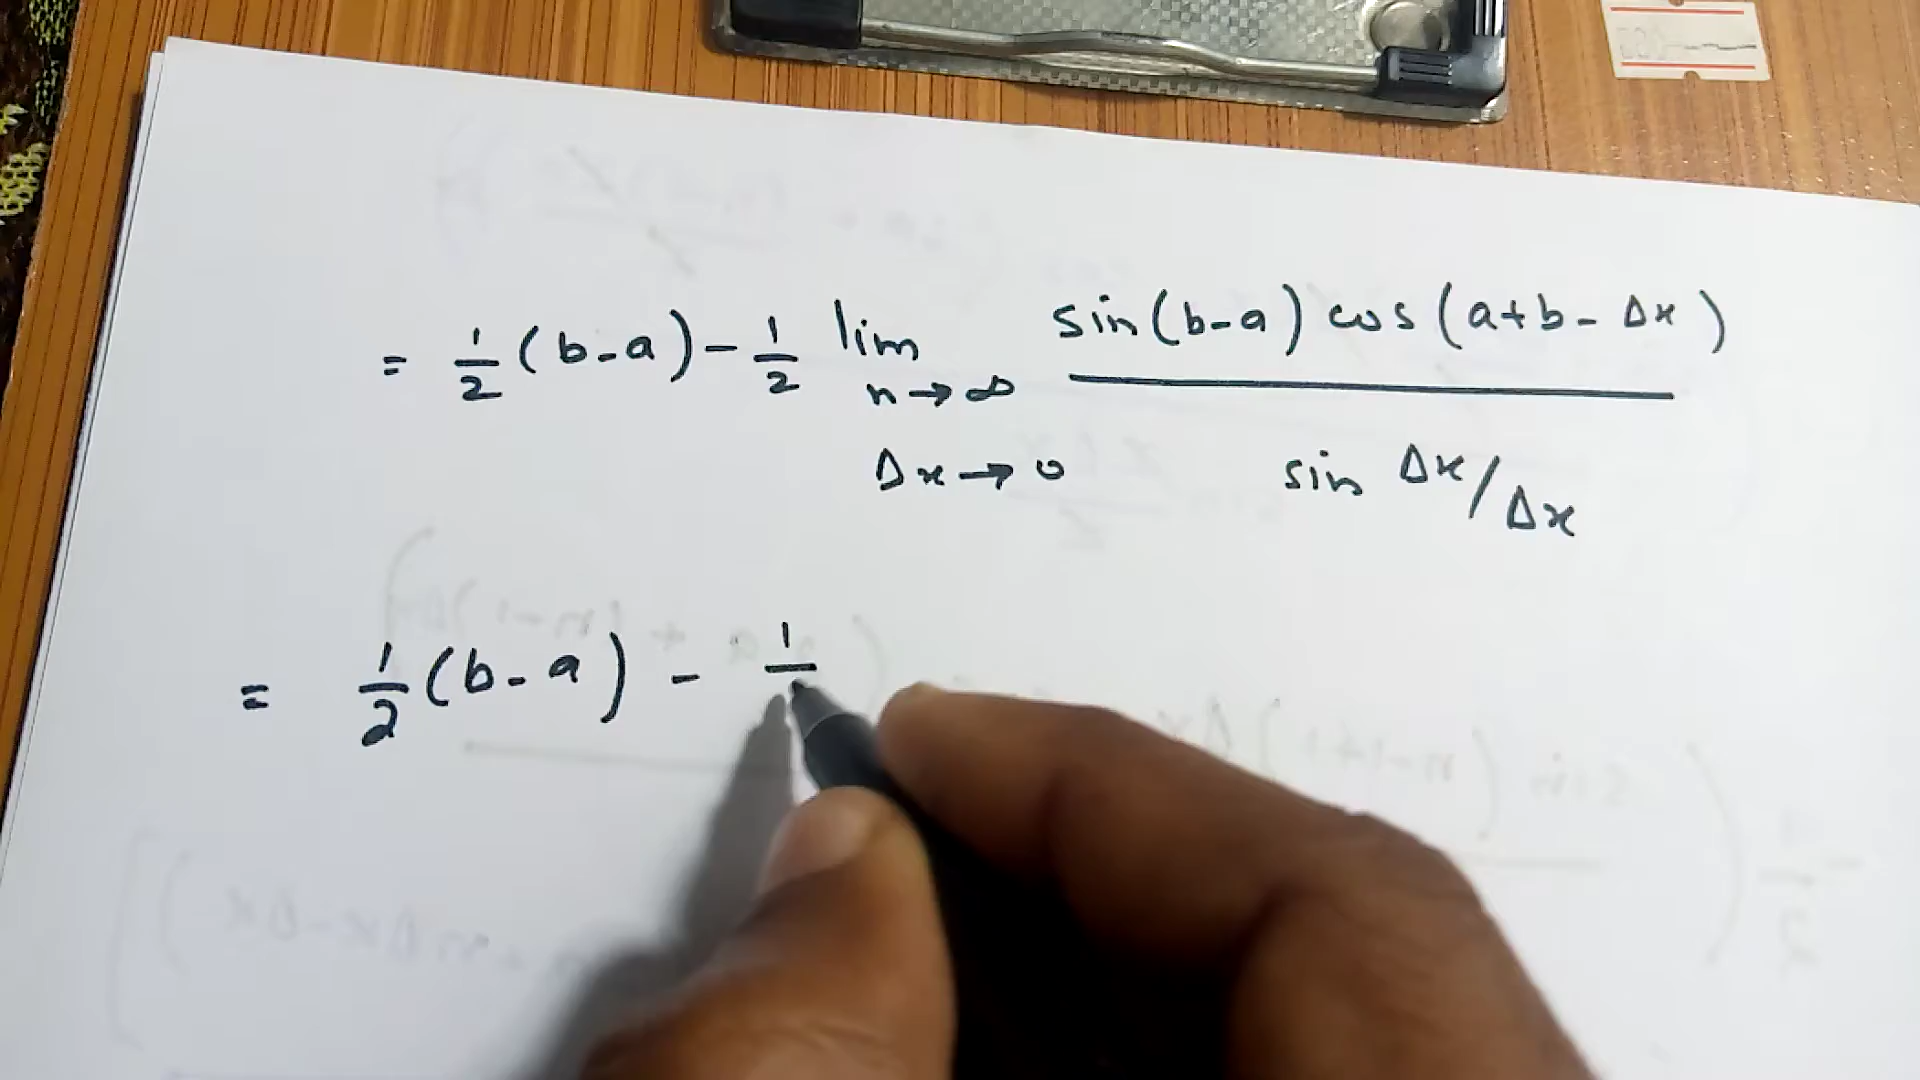 = 1/2 (b-a) - 1/2 lim n→∞ Δx→0 sin(b-a) cos(a+b-Δx) / sin Δx/Δx
= 1/2 (b-a) - 1